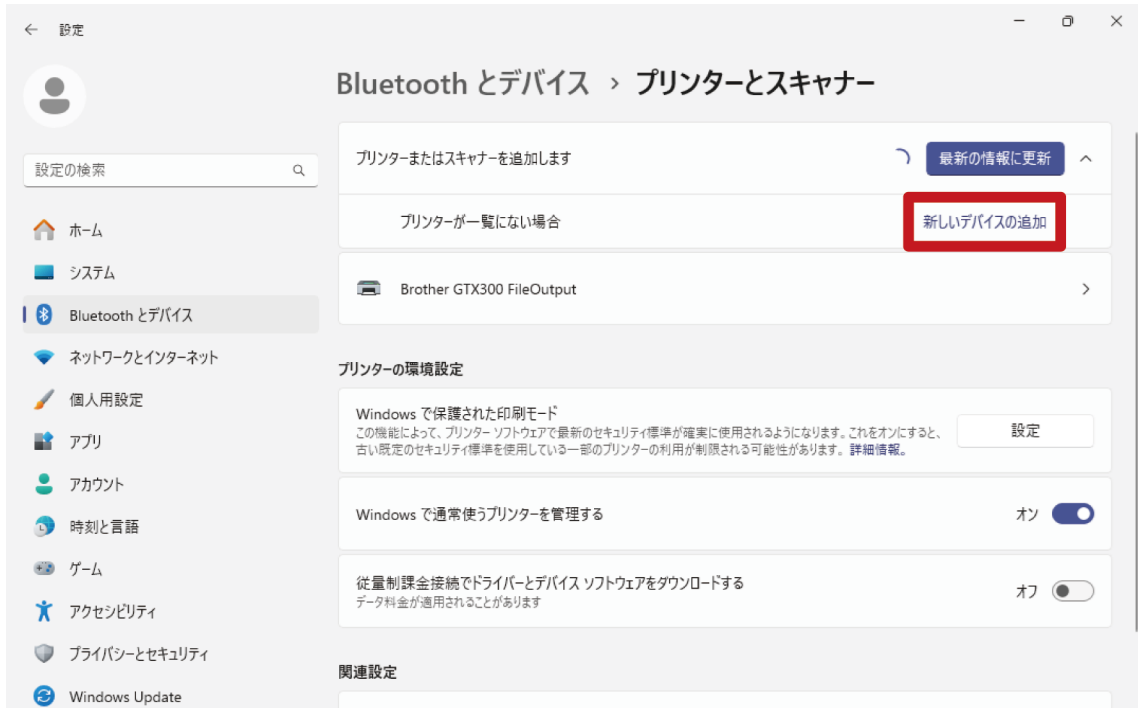 設定
Bluetooth とデバイス › プリンターとスキャナー
設定の検索
ホーム
システム
Bluetooth とデバイス
ネットワークとインターネット
個人用設定
アプリ
アカウント
時刻と言語
ゲーム
アクセシビリティ
プライバシーとセキュリティ
Windows Update
プリンターまたはスキャナーを追加します
最新の情報に更新
プリンターが一覧にない場合
新しいデバイスの追加
Brother GTX300 FileOutput
プリンターの環境設定
Windows で保護された印刷モード
この機能によって、プリンター ソフトウェアで最新のセキュリティ標準が確実に使用されるようになります。これをオンにすると、
古い既定のセキュリティ標準を使用している一部のプリンターの利用が制限される可能性があります。 詳細情報。
設定
Windows で通常使うプリンターを管理する
オン
従量制課金接続でドライバーとデバイス ソフトウェアをダウンロードする
データ料金が適用されることがあります
オフ
関連設定